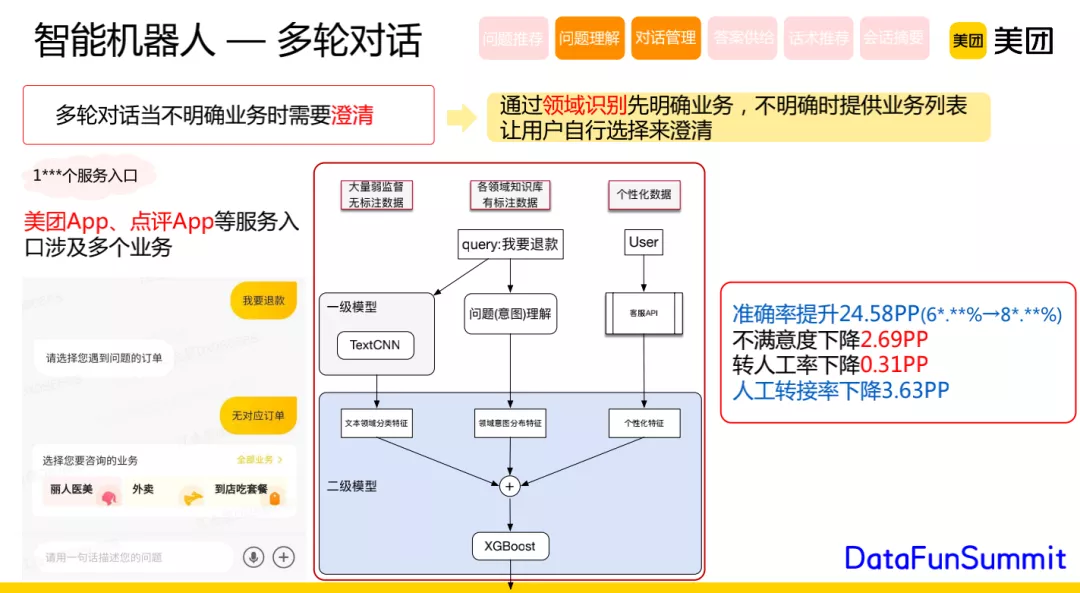 智能机器人 — 多轮对话
问题推荐
问题理解
对话管理
答案供给
话术推荐
会话摘要
美团 美团
多轮对话当不明确业务时需要澄清
通过领域识别先明确业务，不明确时提供业务列表
让用户自行选择来澄清
1***个服务入口
美团App、点评App等服务入
口涉及多个业务
我要退款
请选择您遇到问题的订单
无对应订单
选择您要咨询的业务
全部业务 >
丽人医美
外卖
到店吃套餐
请用一句话描述您的问题
大量弱监督
无标注数据
各领域知识库
有标注数据
个性化数据
query:我要退款
User
一级模型
TextCNN
问题(意图)理解
客服API
文本领域分类特征
领域意图分布特征
个性化特征
二级模型
+
XGBoost
准确率提升24.58PP(6*.**%→8*.**%)
不满意度下降2.69PP
转人工率下降0.31PP
人工转接率下降3.63PP
DataFunSummit